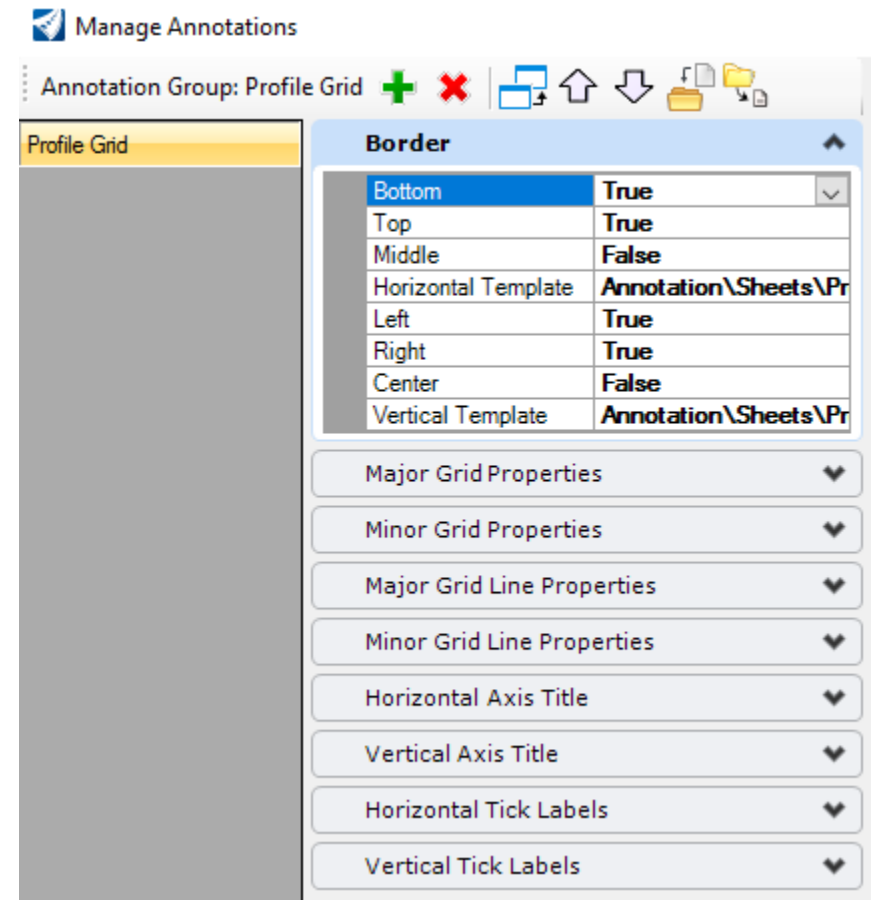 Manage Annotations
Annotation Group: Profile Grid
Profile Grid
Border
Bottom True
Top True
Middle False
Horizontal Template Annotation\Sheets\Pr
Left True
Right True
Center False
Vertical Template Annotation\Sheets\Pr
Major Grid Properties
Minor Grid Properties
Major Grid Line Properties
Minor Grid Line Properties
Horizontal Axis Title
Vertical Axis Title
Horizontal Tick Labels
Vertical Tick Labels